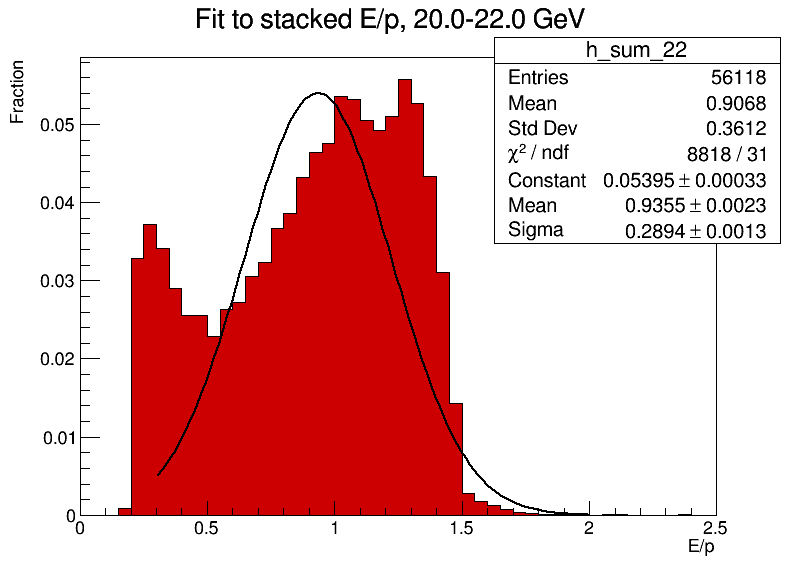 Fit to stacked E/p, 20.0-22.0 GeV
h_sum_22
Entries 56118
Mean 0.9068
Std Dev 0.3612
χ² / ndf 8818 / 31
Constant 0.05395 ± 0.00033
Mean 0.9355 ± 0.0023
Sigma 0.2894 ± 0.0013
Fraction
0.05
0.04
0.03
0.02
0.01
0
0 0.5 1 1.5 2 2.5
E/p